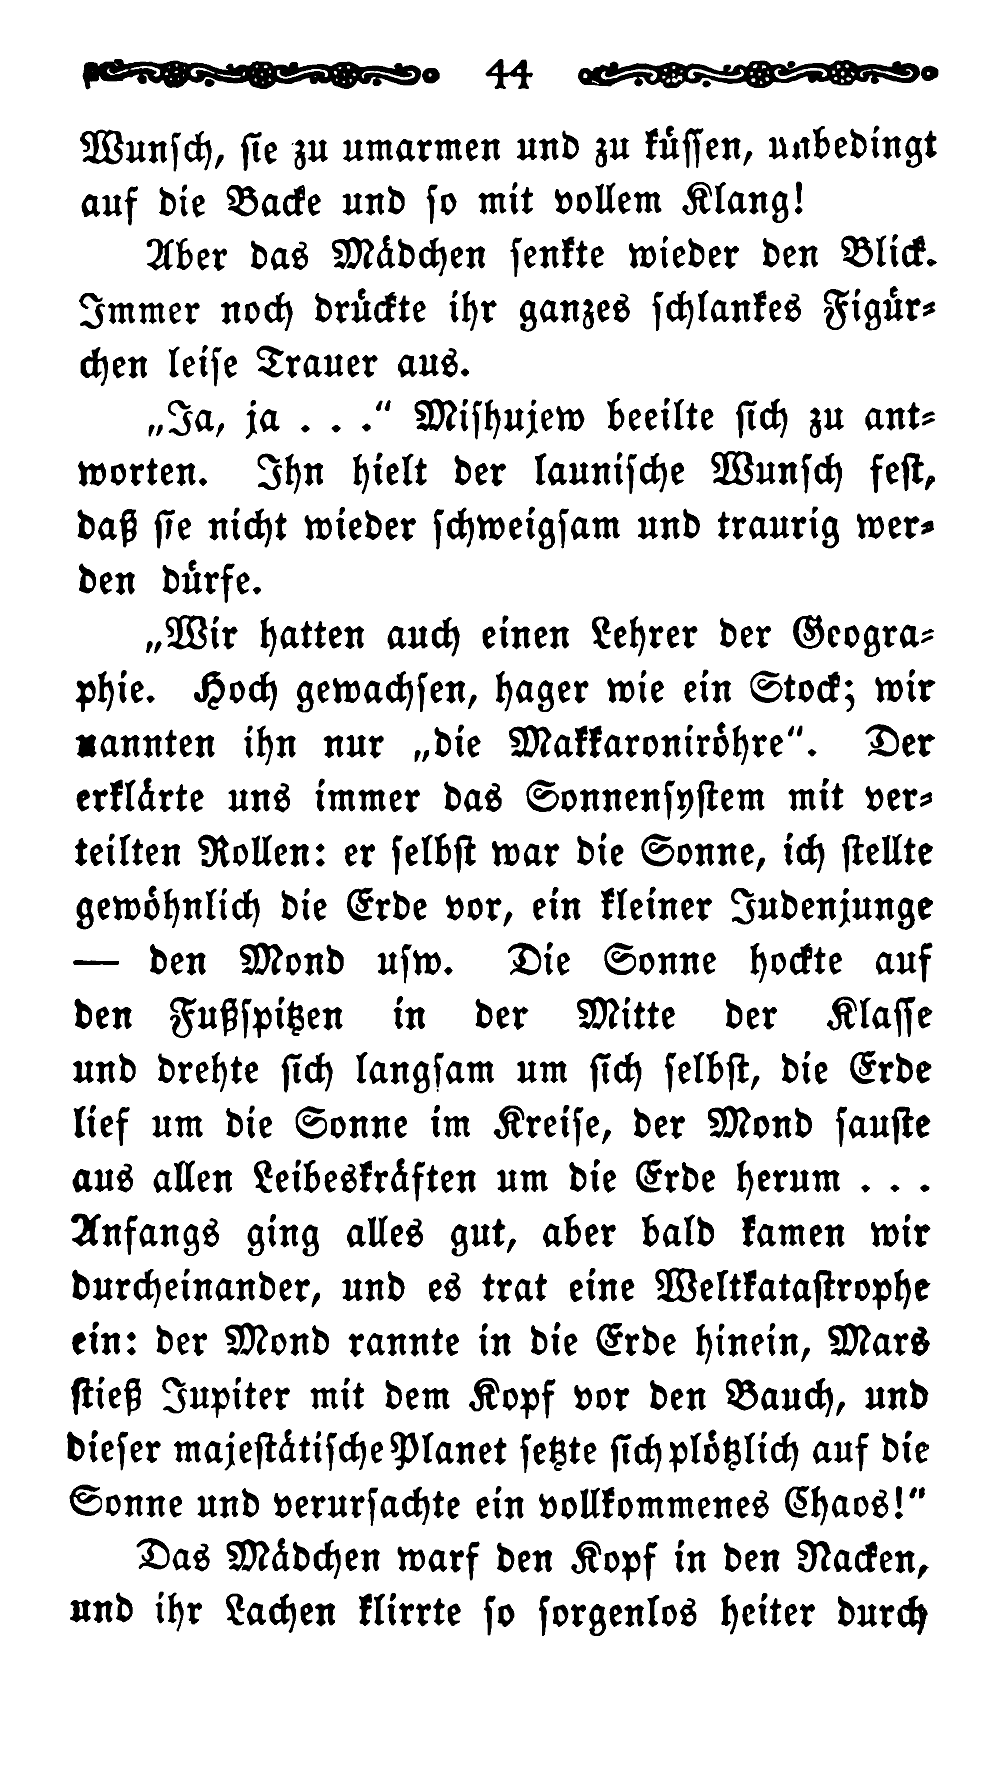 44
Wunſch, ſie zu umarmen und zu küſſen, unbedingt
auf die Backe und ſo mit vollem Klang!
Aber das Mädchen ſenkte wieder den Blick.
Immer noch drückte ihr ganzes ſchlankes Figür-
chen leiſe Trauer aus.
„Ja, ja . . .“ Miſhujew beeilte ſich zu ant-
worten. Ihn hielt der launiſche Wunſch feſt,
daß ſie nicht wieder ſchweigſam und traurig wer-
den dürfe.
„Wir hatten auch einen Lehrer der Geogra-
phie. Hoch gewachſen, hager wie ein Stock; wir
nannten ihn nur „die Makkaroniröhre“. Der
erklärte uns immer das Sonnenſyſtem mit ver-
teilten Rollen: er ſelbſt war die Sonne, ich ſtellte
gewöhnlich die Erde vor, ein kleiner Judenjunge
— den Mond uſw. Die Sonne hockte auf
den Fußſpitzen in der Mitte der Klaſſe
und drehte ſich langſam um ſich ſelbſt, die Erde
lief um die Sonne im Kreiſe, der Mond ſauſte
aus allen Leibeskräften um die Erde herum . . .
Anfangs ging alles gut, aber bald kamen wir
durcheinander, und es trat eine Weltkataſtrophe
ein: der Mond rannte in die Erde hinein, Mars
ſtieß Jupiter mit dem Kopf vor den Bauch, und
dieſer majeſtätiſche Planet ſetzte ſich plötzlich auf die
Sonne und verurſachte ein vollkommenes Chaos!“
Das Mädchen warf den Kopf in den Nacken,
und ihr Lachen klirrte ſo ſorgenlos heiter durch